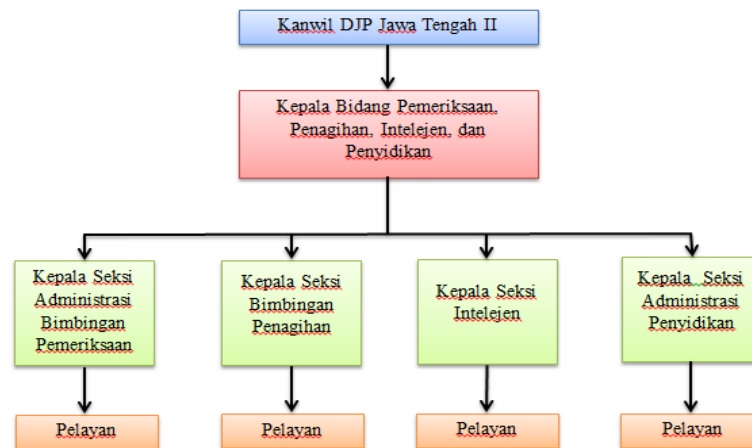 Kanwil DJP Jawa Tengah II
Kepala Bidang Pemeriksaan,
Penagihan, Intelejen, dan
Penyidikan
Kepala Seksi
Administrasi
Bimbingan
Pemeriksaan
Kepala Seksi
Bimbingan
Penagihan
Kepala Seksi
Intelejen
Kepala Seksi
Administrasi
Penyidikan
Pelayan
Pelayan
Pelayan
Pelayan